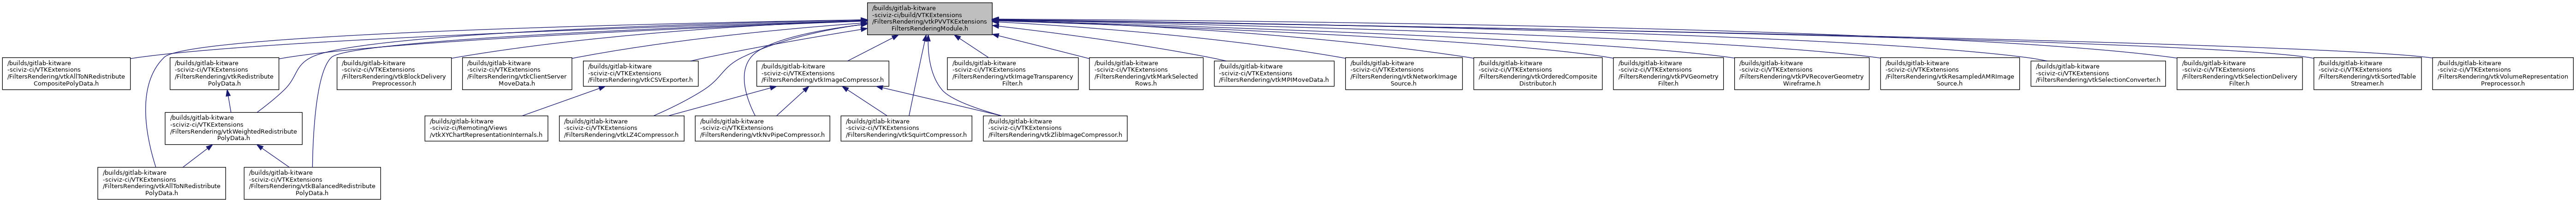 /builds/gitlab-kitware
-sciviz-ci/build/VTKExtensions
/FiltersRendering/vtkPVVTKExtensions
FiltersRenderingModule.h
/builds/gitlab-kitware
-sciviz-ci/VTKExtensions
/FiltersRendering/vtkAllToNRedistribute
CompositePolyData.h
/builds/gitlab-kitware
-sciviz-ci/VTKExtensions
/FiltersRendering/vtkRedistribute
PolyData.h
/builds/gitlab-kitware
-sciviz-ci/VTKExtensions
/FiltersRendering/vtkBlockDelivery
Preprocessor.h
/builds/gitlab-kitware
-sciviz-ci/VTKExtensions
/FiltersRendering/vtkClientServer
MoveData.h
/builds/gitlab-kitware
-sciviz-ci/VTKExtensions
/FiltersRendering/vtkCSVExporter.h
/builds/gitlab-kitware
-sciviz-ci/VTKExtensions
/FiltersRendering/vtkImageCompressor.h
/builds/gitlab-kitware
-sciviz-ci/VTKExtensions
/FiltersRendering/vtkImageTransparency
Filter.h
/builds/gitlab-kitware
-sciviz-ci/VTKExtensions
/FiltersRendering/vtkMarkSelected
Rows.h
/builds/gitlab-kitware
-sciviz-ci/VTKExtensions
/FiltersRendering/vtkMPIMoveData.h
/builds/gitlab-kitware
-sciviz-ci/VTKExtensions
/FiltersRendering/vtkNetworkImage
Source.h
/builds/gitlab-kitware
-sciviz-ci/VTKExtensions
/FiltersRendering/vtkOrderedComposite
Distributor.h
/builds/gitlab-kitware
-sciviz-ci/VTKExtensions
/FiltersRendering/vtkPVGeometry
Filter.h
/builds/gitlab-kitware
-sciviz-ci/VTKExtensions
/FiltersRendering/vtkPVRecoverGeometry
Wireframe.h
/builds/gitlab-kitware
-sciviz-ci/VTKExtensions
/FiltersRendering/vtkResampledAMRImage
Source.h
/builds/gitlab-kitware
-sciviz-ci/VTKExtensions
/FiltersRendering/vtkSelectionConverter.h
/builds/gitlab-kitware
-sciviz-ci/VTKExtensions
/FiltersRendering/vtkSelectionDelivery
Filter.h
/builds/gitlab-kitware
-sciviz-ci/VTKExtensions
/FiltersRendering/vtkSortedTable
Streamer.h
/builds/gitlab-kitware
-sciviz-ci/VTKExtensions
/FiltersRendering/vtkVolumeRepresentation
Preprocessor.h
/builds/gitlab-kitware
-sciviz-ci/VTKExtensions
/FiltersRendering/vtkWeightedRedistribute
PolyData.h
/builds/gitlab-kitware
-sciviz-ci/Remoting/Views
/vtkXYChartRepresentationInternals.h
/builds/gitlab-kitware
-sciviz-ci/VTKExtensions
/FiltersRendering/vtkLZ4Compressor.h
/builds/gitlab-kitware
-sciviz-ci/VTKExtensions
/FiltersRendering/vtkNvPipeCompressor.h
/builds/gitlab-kitware
-sciviz-ci/VTKExtensions
/FiltersRendering/vtkSquirtCompressor.h
/builds/gitlab-kitware
-sciviz-ci/VTKExtensions
/FiltersRendering/vtkZlibImageCompressor.h
/builds/gitlab-kitware
-sciviz-ci/VTKExtensions
/FiltersRendering/vtkAllToNRedistribute
PolyData.h
/builds/gitlab-kitware
-sciviz-ci/VTKExtensions
/FiltersRendering/vtkBalancedRedistribute
PolyData.h